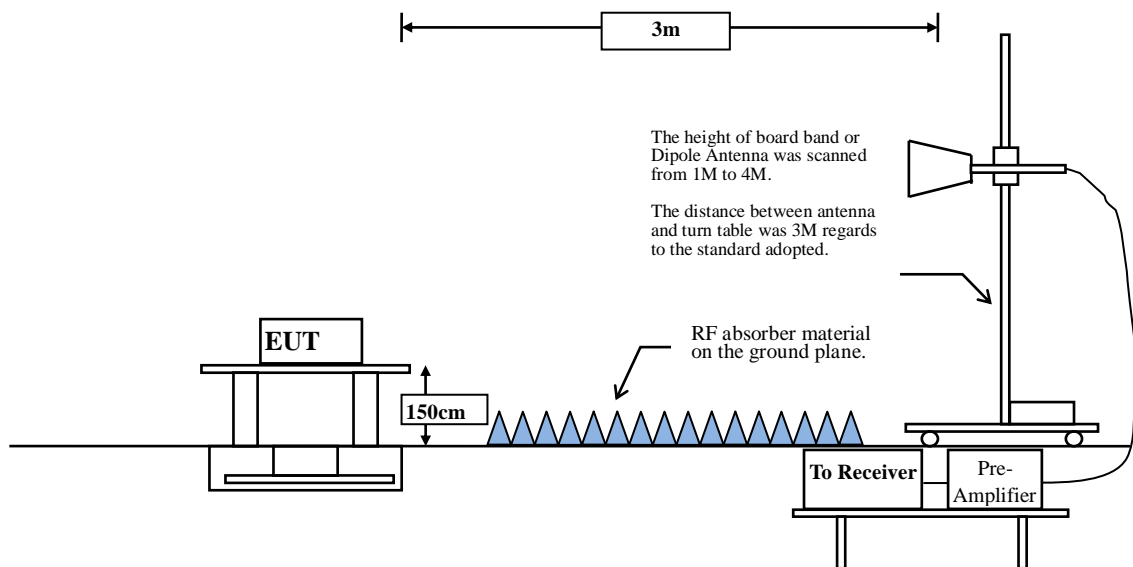 3m
The height of board band or
Dipole Antenna was scanned
from 1M to 4M.
The distance between antenna
and turn table was 3M regards
to the standard adopted.
EUT
RF absorber material
on the ground plane.
150cm
To Receiver
Pre-
Amplifier